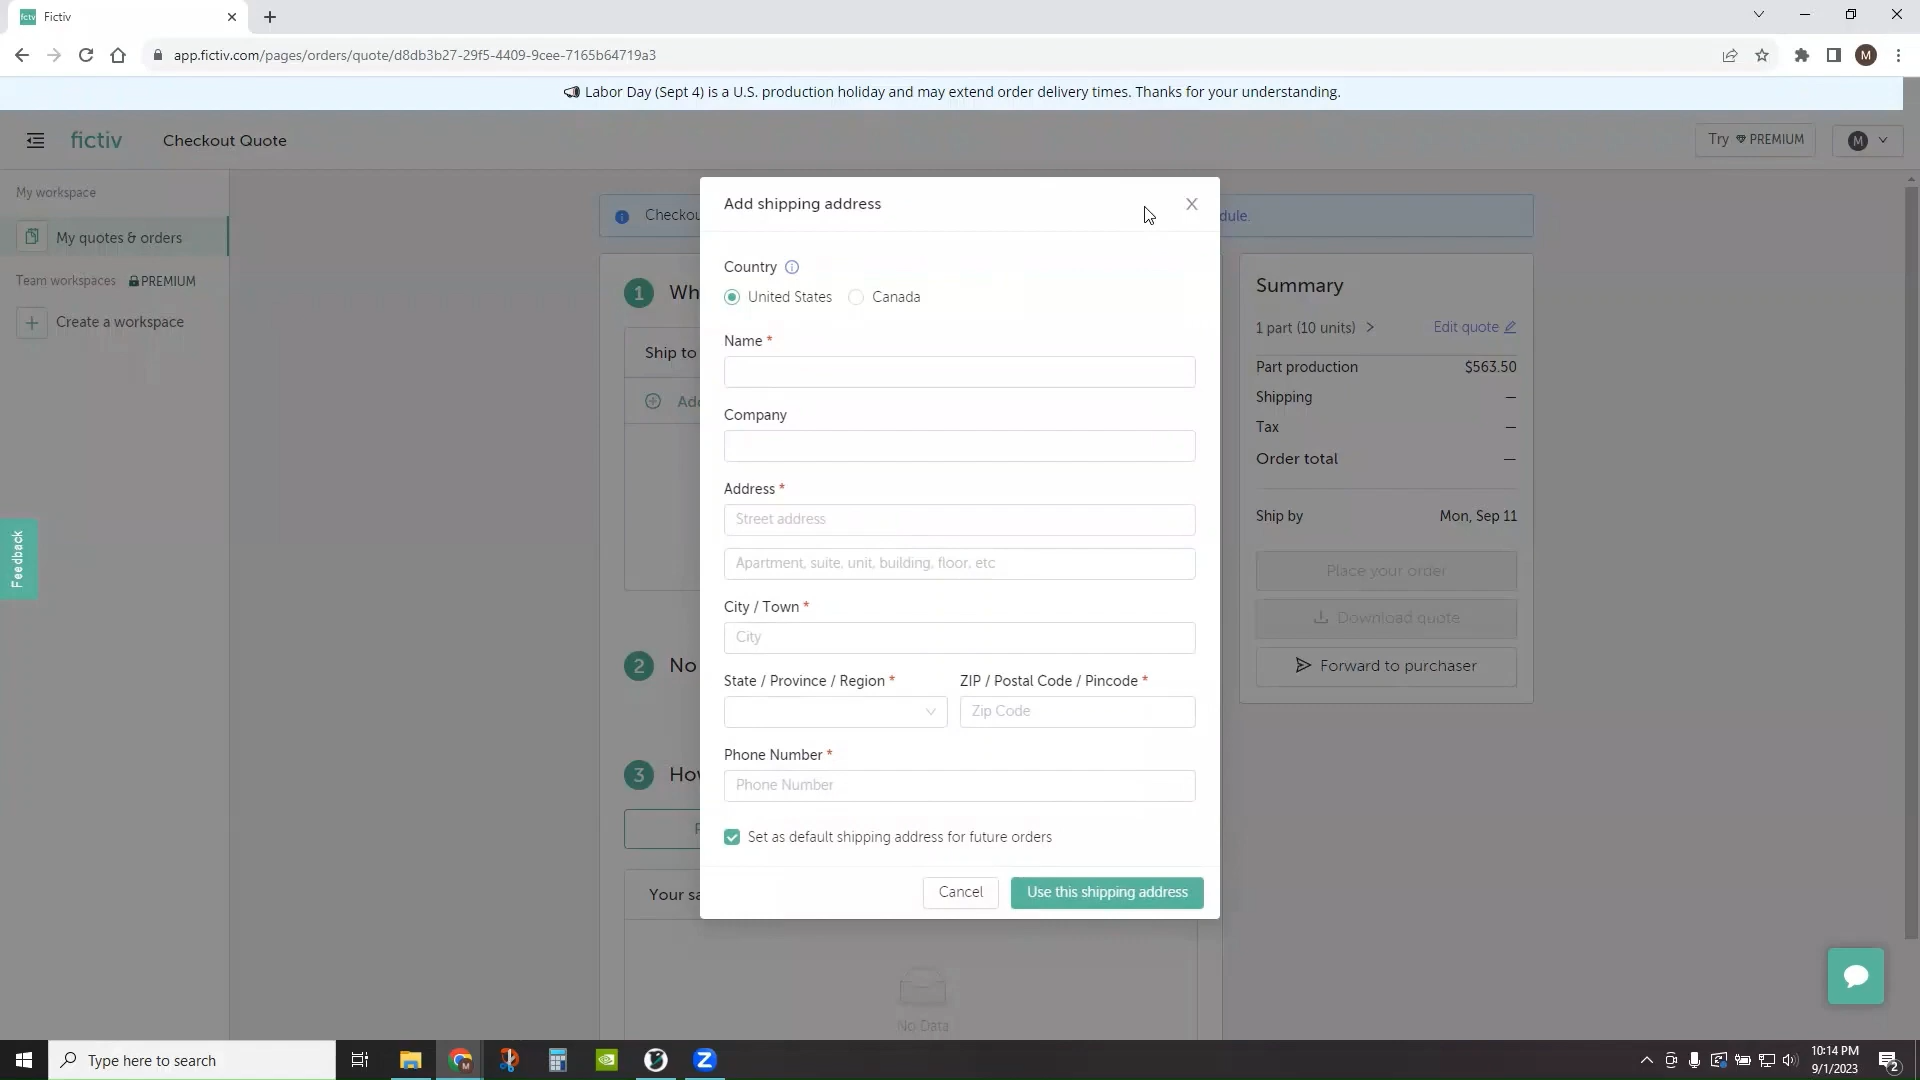 fctv
Fictiv
app.fictiv.com/pages/orders/quote/d8db3b27-29f5-4409-9cee-7165b64719a3
M
Labor Day (Sept 4) is a U.S. production holiday and may extend order delivery times. Thanks for your understanding.
fictiv
Checkout Quote
Try PREMIUM
M
My workspace
My quotes & orders
Team workspaces PREMIUM
Create a workspace
Feedback
Checkou
dule.
1 Wh
Ship to
Add
2 No
3 How
Your sa
No Data
Add shipping address
Country
United States
Canada
Name *
Company
Address *
Street address
Apartment, suite, unit, building, floor, etc
City / Town *
City
State / Province / Region *
ZIP / Postal Code / Pincode *
Zip Code
Phone Number *
Phone Number
Set as default shipping address for future orders
Cancel
Use this shipping address
Summary
1 part (10 units)
Edit quote
Part production $563.50
Shipping —
Tax —
Order total —
Ship by Mon, Sep 11
Place your order
Download quote
Forward to purchaser
Type here to search
10:14 PM
9/1/2023
2